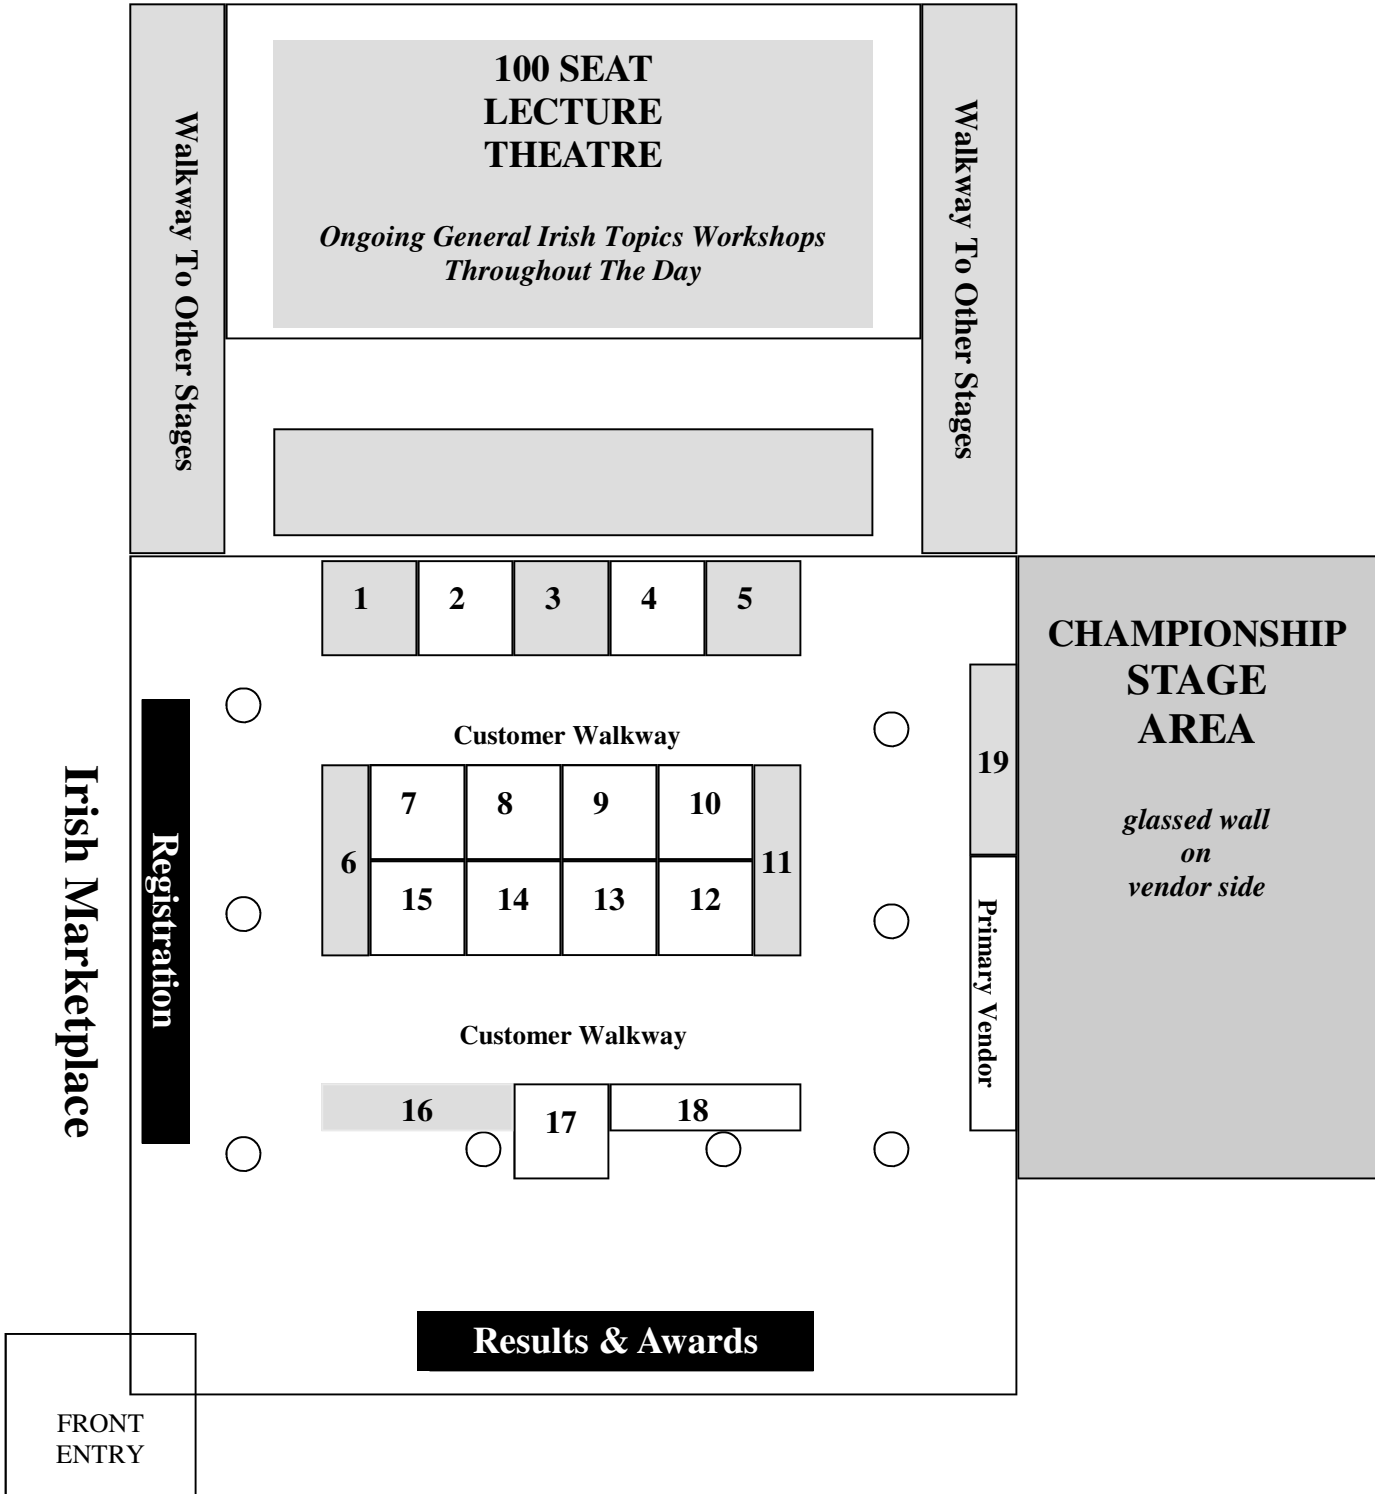 100 SEAT
LECTURE
THEATRE
Ongoing General Irish Topics Workshops
Throughout The Day
Walkway To Other Stages
Walkway To Other Stages
1
2
3
4
5
CHAMPIONSHIP
STAGE
AREA
glassed wall
on
vendor side
Customer Walkway
19
7
8
9
10
6
11
15
14
13
12
Irish Marketplace
Registration
Primary Vendor
Customer Walkway
16
17
18
Results & Awards
FRONT
ENTRY